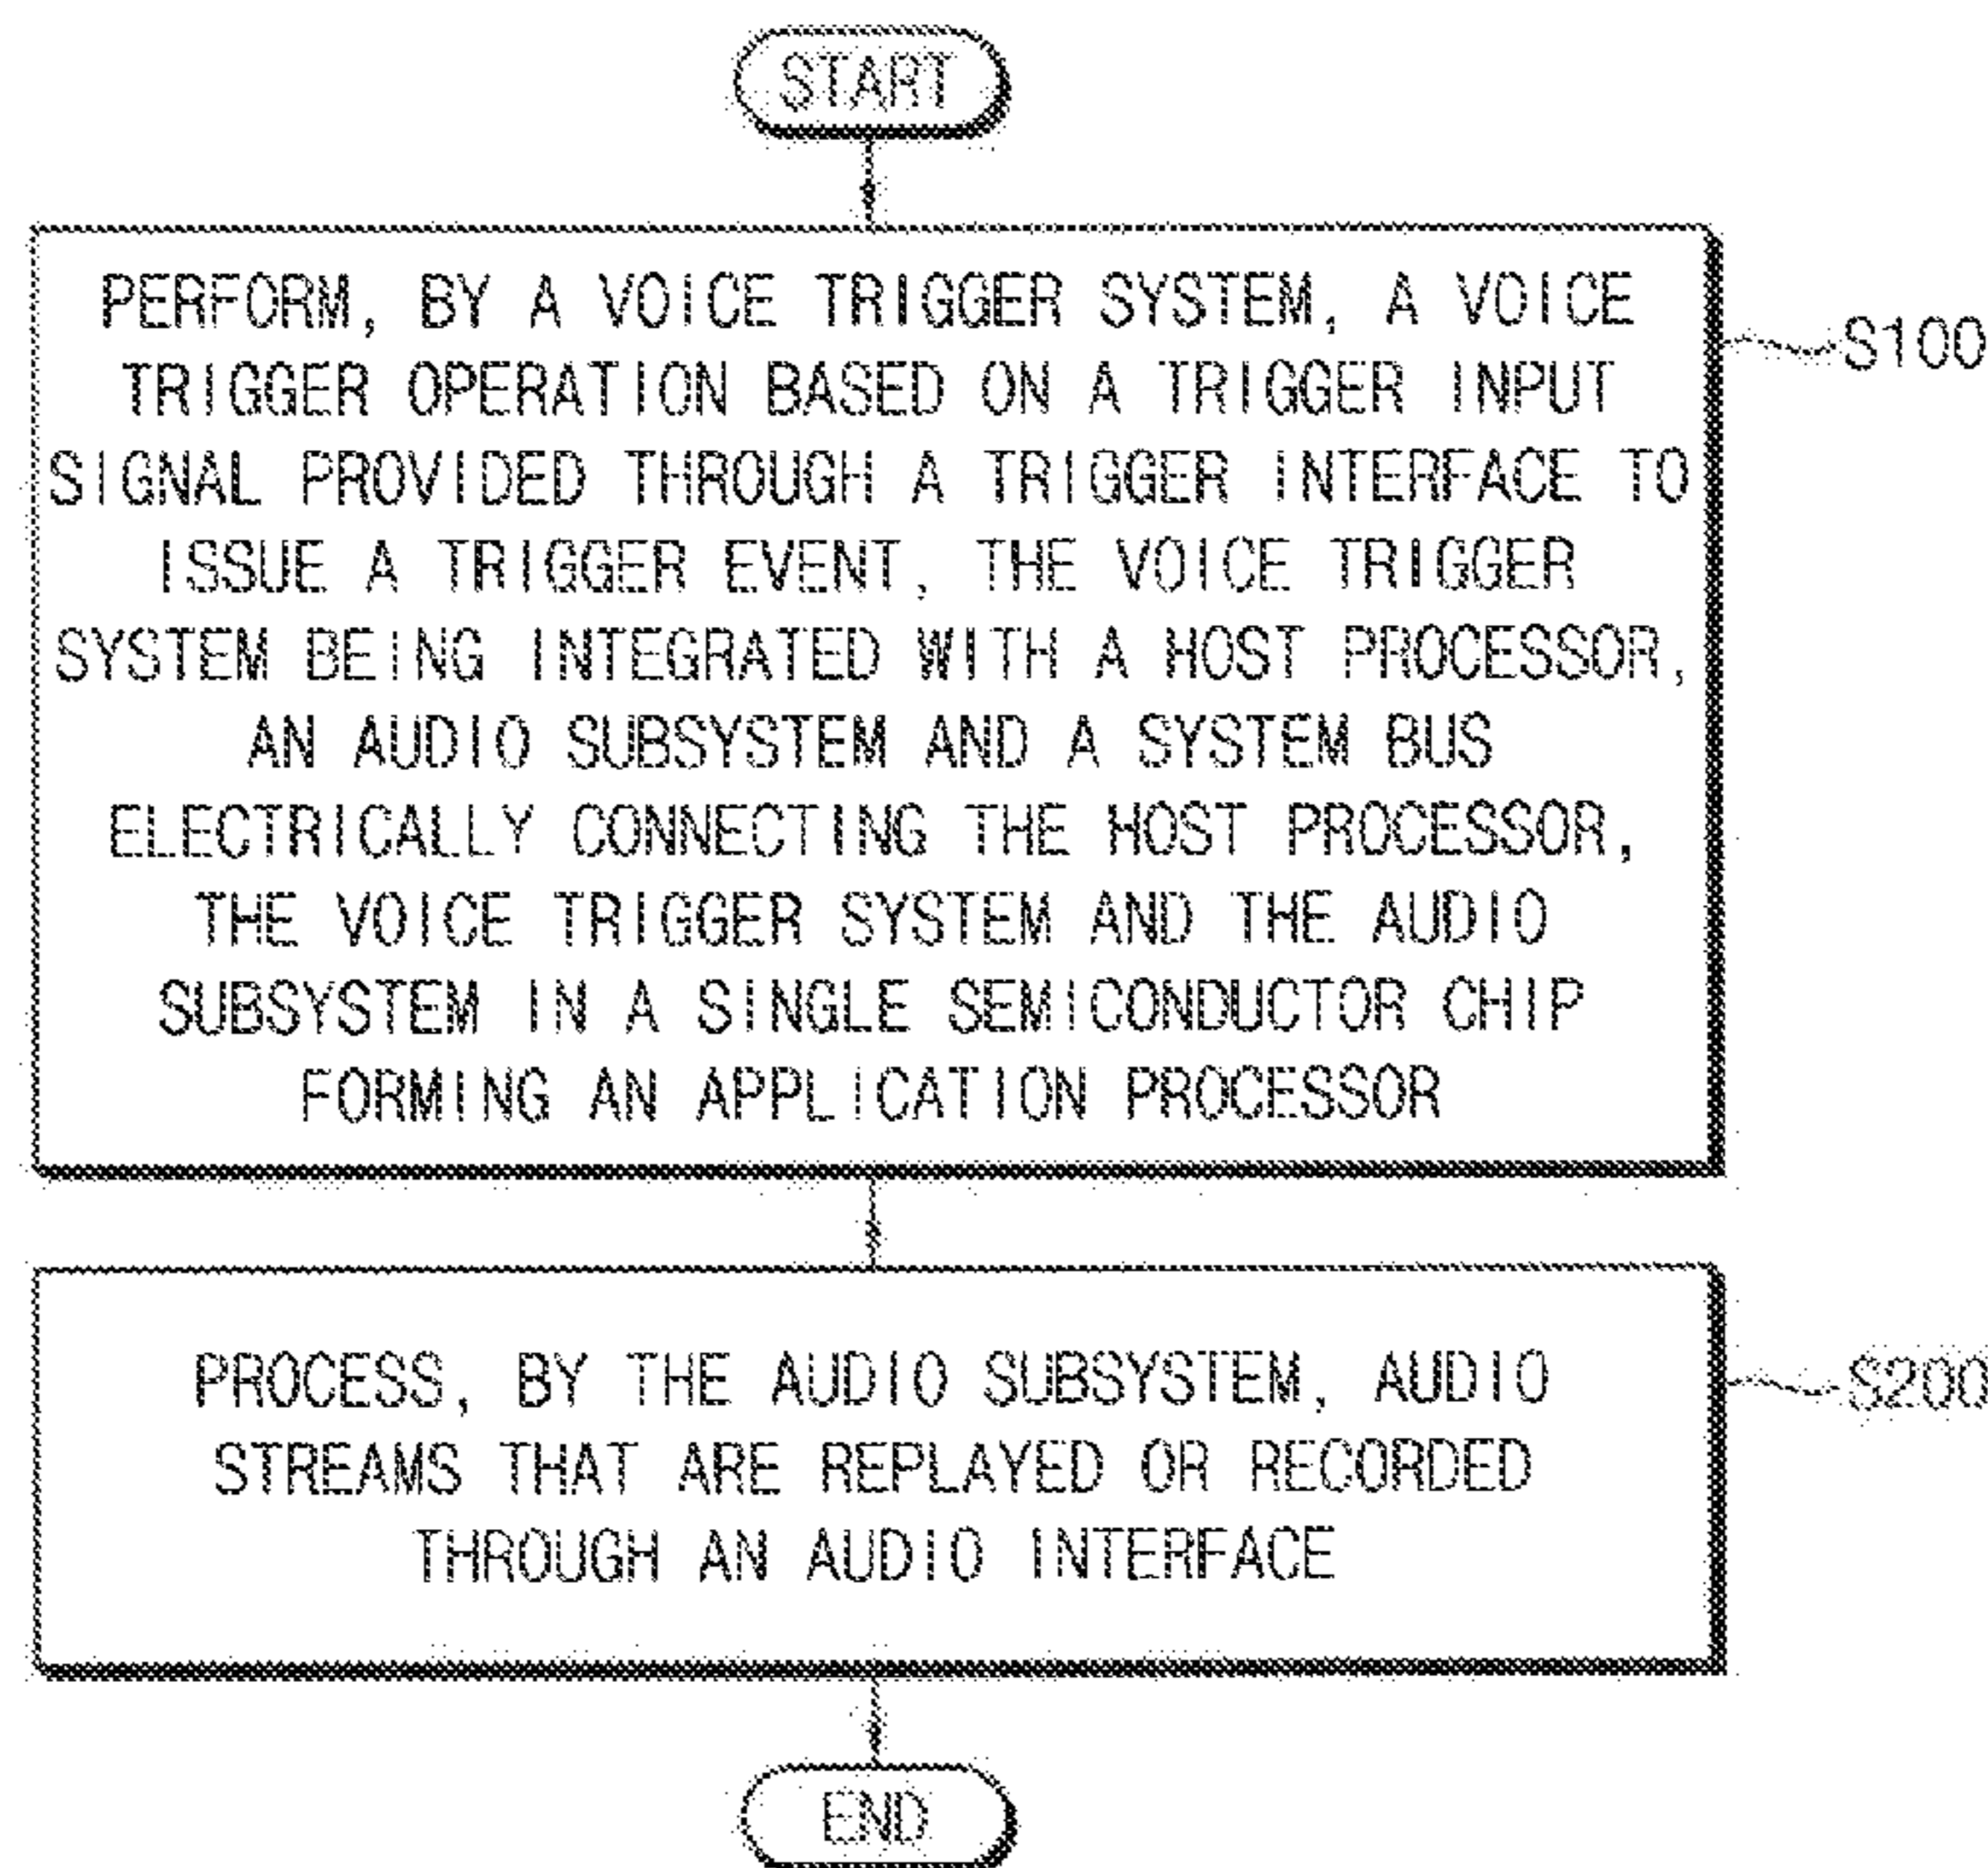 START
PERFORM, BY A VOICE TRIGGER SYSTEM, A VOICE
TRIGGER OPERATION BASED ON A TRIGGER INPUT
SIGNAL PROVIDED THROUGH A TRIGGER INTERFACE TO
ISSUE A TRIGGER EVENT, THE VOICE TRIGGER
SYSTEM BEING INTEGRATED WITH A HOST PROCESSOR,
AN AUDIO SUBSYSTEM AND A SYSTEM BUS
ELECTRICALLY CONNECTING THE HOST PROCESSOR,
THE VOICE TRIGGER SYSTEM AND THE AUDIO
SUBSYSTEM IN A SINGLE SEMICONDUCTOR CHIP
FORMING AN APPLICATION PROCESSOR
S100
PROCESS, BY THE AUDIO SUBSYSTEM, AUDIO
STREAMS THAT ARE REPLAYED OR RECORDED
THROUGH AN AUDIO INTERFACE
S200
END